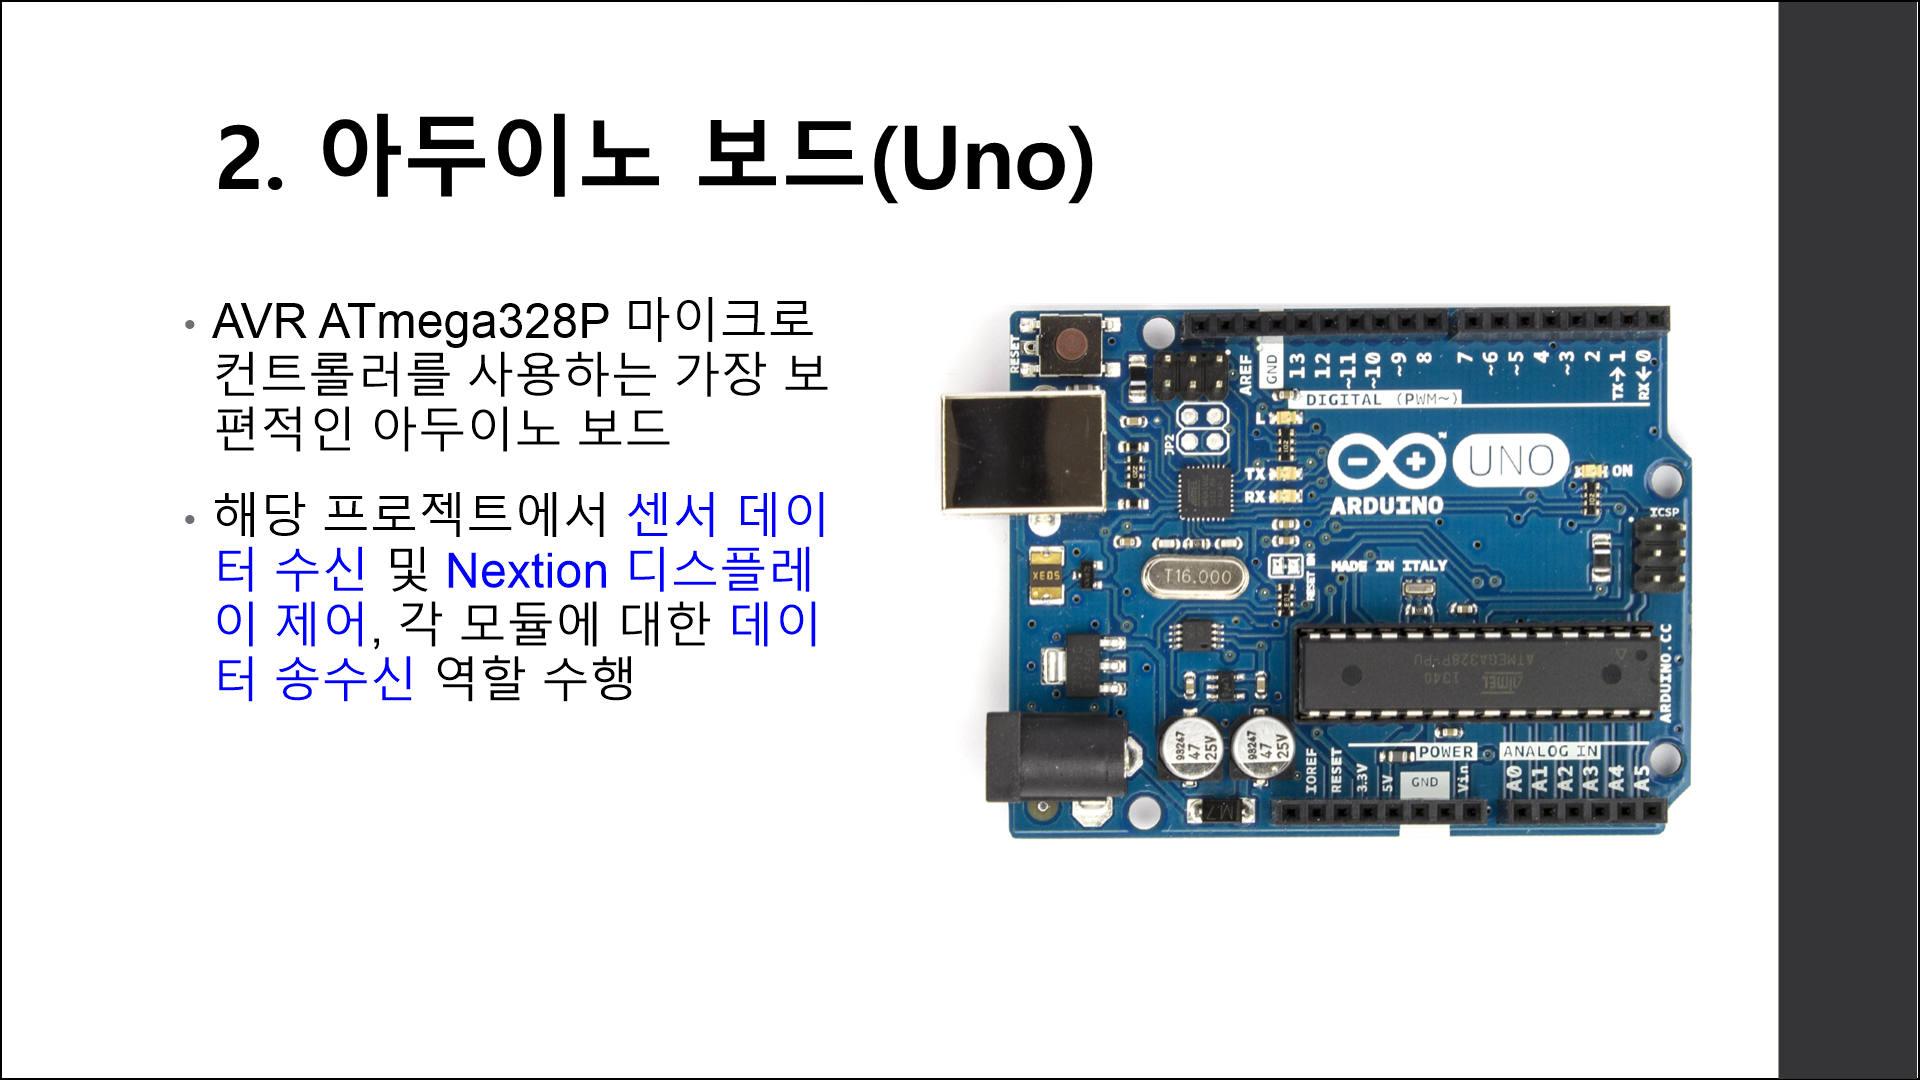 2. 아두이노 보드(Uno)
• AVR ATmega328P 마이크로
컨트롤러를 사용하는 가장 보
편적인 아두이노 보드
• 해당 프로젝트에서 센서 데이
터 수신 및 Nextion 디스플레
이 제어, 각 모듈에 대한 데이
터 송수신 역할 수행
RESET
AREF
GND
13
12
~11
~10
~9
8
7
~6
~5
4
~3
2
TX→1
RX←0
DIGITAL (PWM~)
JP2
L
TX
RX
UNO
ON
ARDUINO
ICSP
T16.000
RESET EN
MADE IN ITALY
ATMEGA328P-PU
1340
ATMEL
ARDUINO.CC
47
25V
47
25V
M7
POWER
ANALOG IN
IOREF
RESET
3.3V
5V
GND
Vin
A0
A1
A2
A3
A4
A5